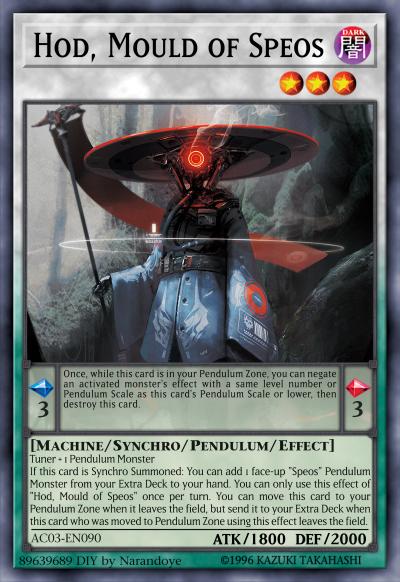 Hod, Mould of Speos
DARK
闇
Once, while this card is in your Pendulum Zone, you can negate
an activated monster's effect with a same level number or
Pendulum Scale as this card's Pendulum Scale or lower, then
destroy this card.
3
3
[Machine/Synchro/Pendulum/Effect]
Tuner + 1 Pendulum Monster
If this card is Synchro Summoned: You can add 1 face-up "Speos" Pendulum
Monster from your Extra Deck to your hand. You can only use this effect of
"Hod, Mould of Speos" once per turn. You can move this card to your
Pendulum Zone when it leaves the field, but send it to your Extra Deck when
this card who was moved to Pendulum Zone using this effect leaves the field.
AC03-EN090
ATK/1800 DEF/2000
89639689 DIY by Narandoye
©1996 KAZUKI TAKAHASHI